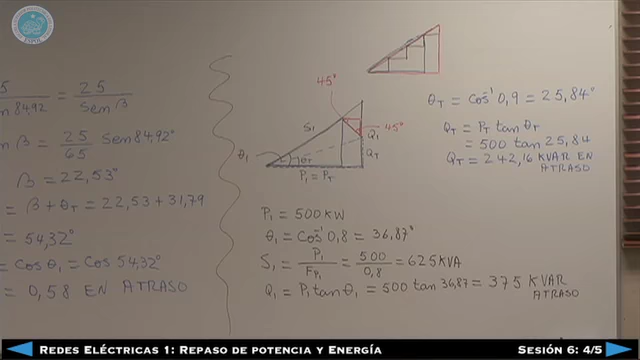 5/sen 84,92 = 25/sen β
sen β = 25/65 sen 84,92°
β = 22,53°
= β + θT = 22,53 + 31,79
= 54,32°
= cos θ1 = cos 54,32°
= 0,58 EN ATRASO
45°
S1
Q1
45°
θ1
θT
QT
P1 = PT
P1 = 500 KW
θ1 = cos⁻¹ 0,8 = 36,87°
S1 = P1/FP1 = 500/0,8 = 625 KVA
Q1 = P1 tan θ1 = 500 tan 36,87 = 375 KVAR
ATRASO
θT = cos⁻¹ 0,9 = 25,84°
QT = PT tan θT
= 500 tan 25,84
QT = 242,16 KVAR EN
ATRASO
Redes Eléctricas 1: Repaso de potencia y Energía
Sesión 6: 4/5